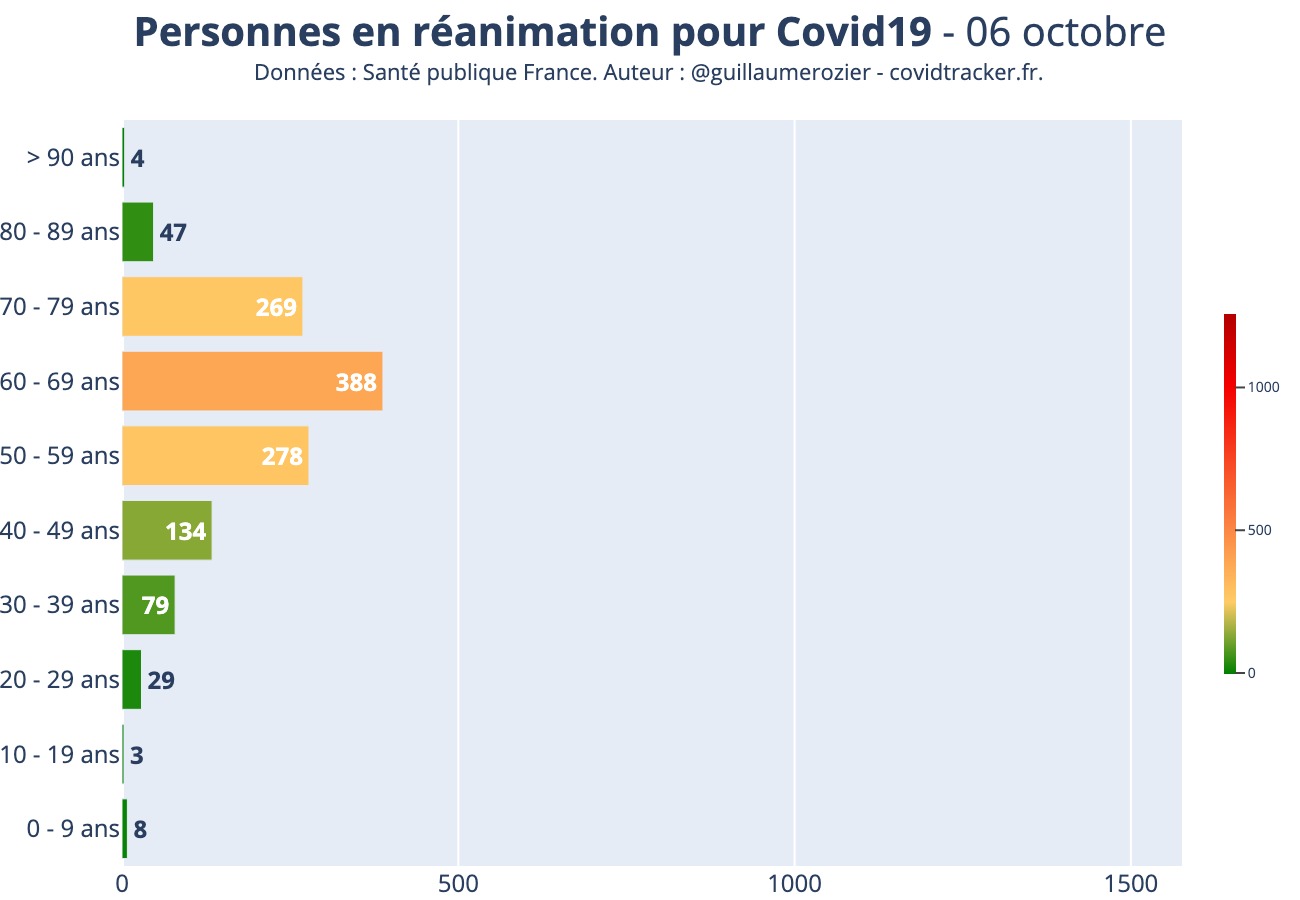 Personnes en réanimation pour Covid19 - 06 octobre
Données : Santé publique France. Auteur : @guillaumerozier - covidtracker.fr.
> 90 ans 4
80 - 89 ans 47
70 - 79 ans 269
60 - 69 ans 388
50 - 59 ans 278
40 - 49 ans 134
30 - 39 ans 79
20 - 29 ans 29
10 - 19 ans 3
0 - 9 ans 8
0 500 1000 1500
1000
500
0